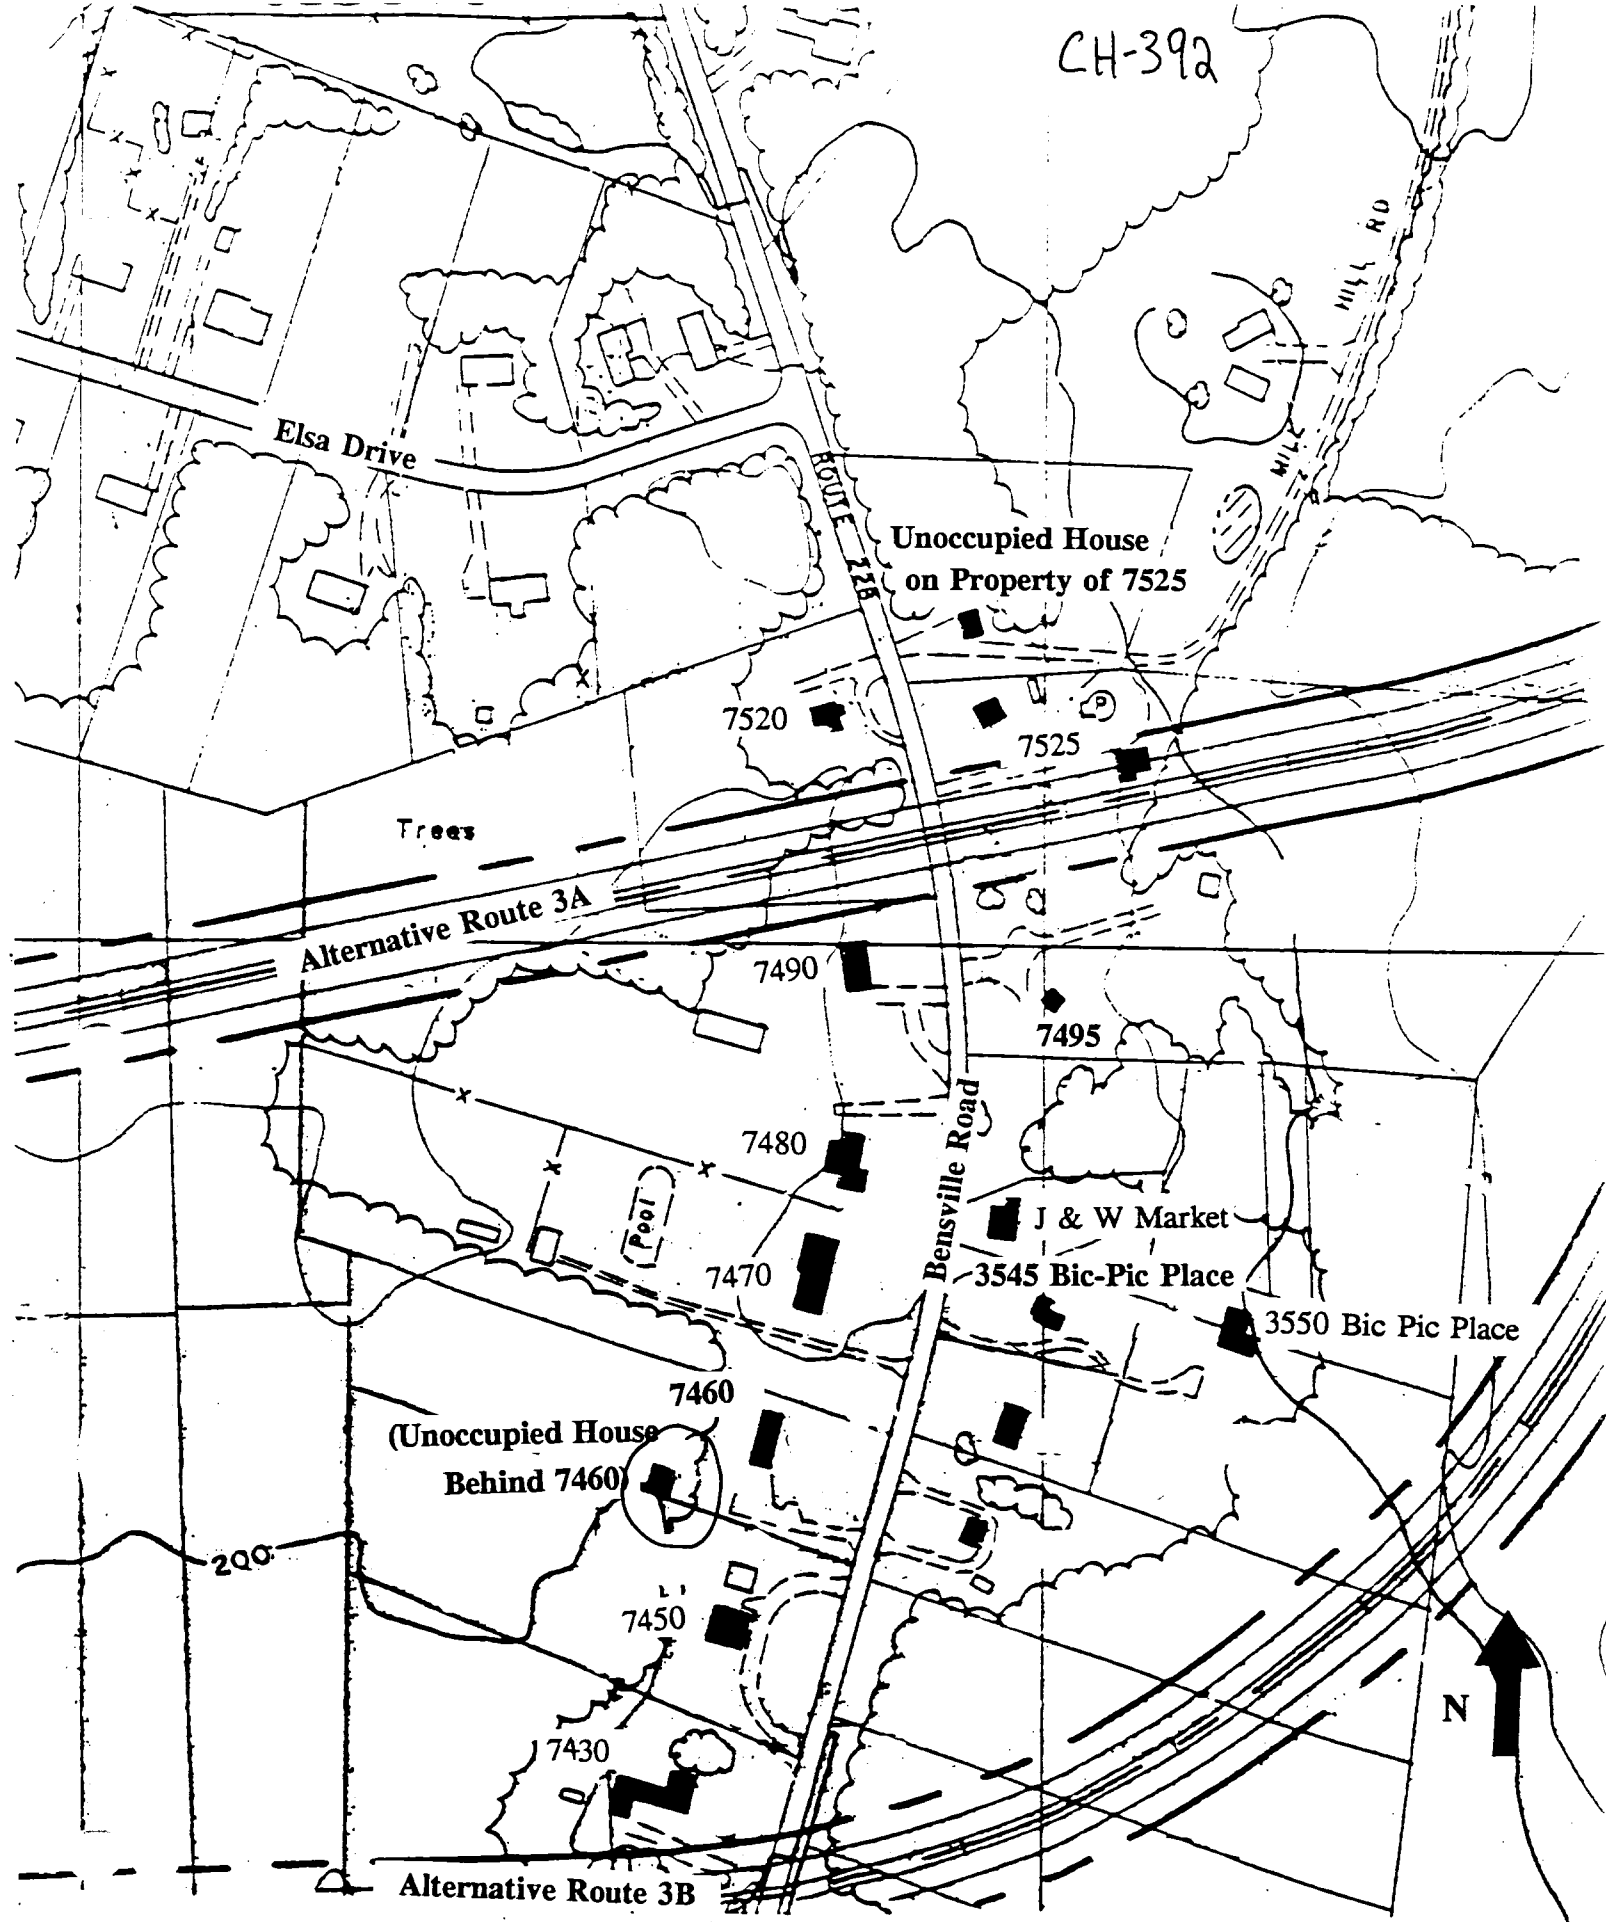 CH-392
MILL HILL RD
Elsa Drive
ROUTE 228
Unoccupied House
on Property of 7525
7520
P
7525
Trees
Alternative Route 3A
7490
7495
Bensville Road
7480
Pool
J & W Market
7470
3545 Bic-Pic Place
3550 Bic Pic Place
7460
(Unoccupied House
Behind 7460)
200
7450
N
7430
Alternative Route 3B